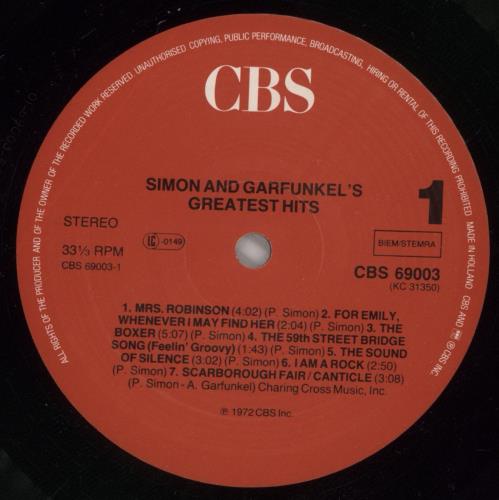 ALL RIGHTS OF THE PRODUCER AND OF THE OWNER OF THE RECORDED WORK RESERVED UNAUTHORISED COPYING, PUBLIC PERFORMANCE, BROADCASTING, HIRING OR RENTAL OF THIS RECORDING PROHIBITED MADE IN HOLLAND CBS AND ℗ CBS INC.
CBS
SIMON AND GARFUNKEL'S
GREATEST HITS
1
STEREO
33⅓ RPM
CBS 69003-1
LC -0149
BIEM/STEMRA
CBS 69003
(KC 31350)
1. MRS. ROBINSON (4:02) (P. Simon) 2. FOR EMILY,
WHENEVER I MAY FIND HER (2:04) (P. Simon) 3. THE
BOXER (5:07) (P. Simon) 4. THE 59th STREET BRIDGE
SONG (Feelin' Groovy) (1:43) (P. Simon) 5. THE SOUND
OF SILENCE (3:02) (P. Simon) 6. I AM A ROCK (2:50)
(P. Simon) 7. SCARBOROUGH FAIR / CANTICLE (3:08)
(P. Simon - A. Garfunkel) Charing Cross Music, Inc.
℗ 1972 CBS Inc.